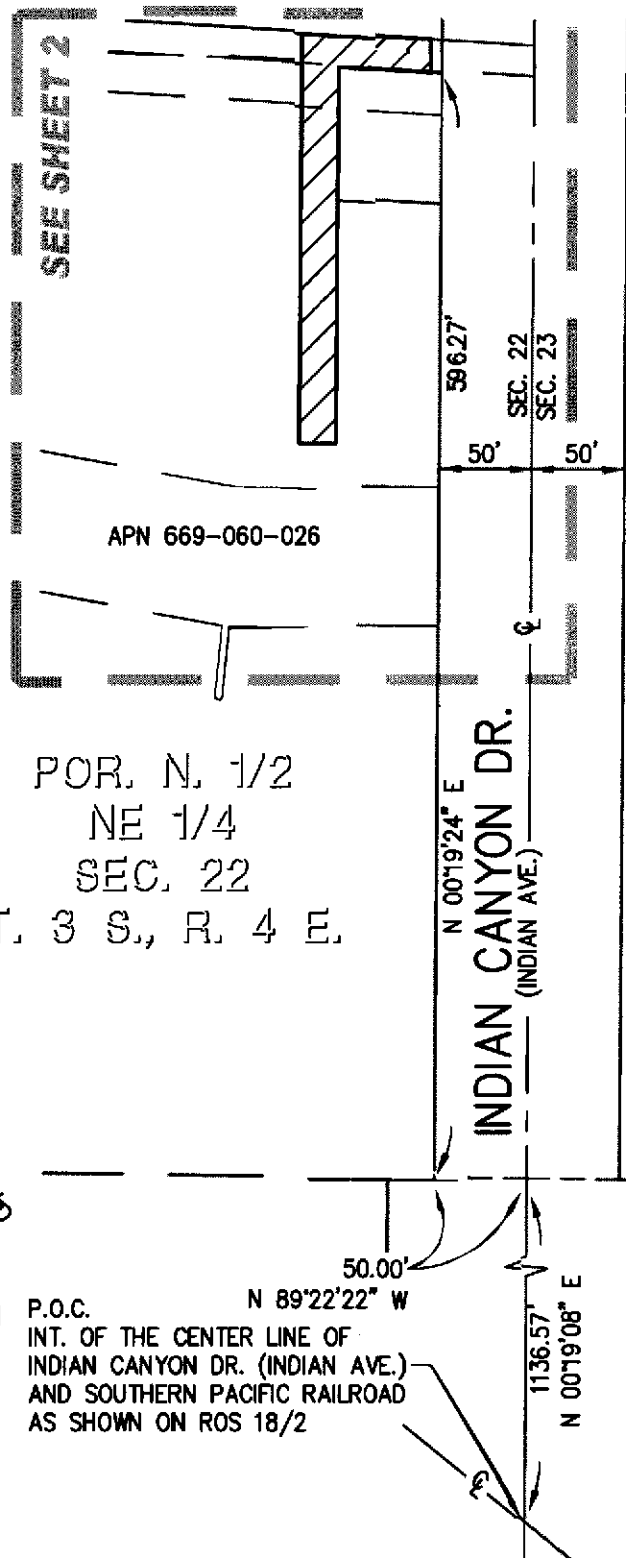 SEE SHEET 2
596.27'
SEC. 22
SEC. 23
50'
50'
APN 669-060-026
℄
POR. N. 1/2
NE 1/4
SEC. 22
T. 3 S., R. 4 E.
N 00°19'24" E
INDIAN CANYON DR.
(INDIAN AVE.)
50.00'
N 89°22'22" W
1136.57'
N 00°19'08" E
P.O.C.
INT. OF THE CENTER LINE OF
INDIAN CANYON DR. (INDIAN AVE.)
AND SOUTHERN PACIFIC RAILROAD
AS SHOWN ON ROS 18/2
℄